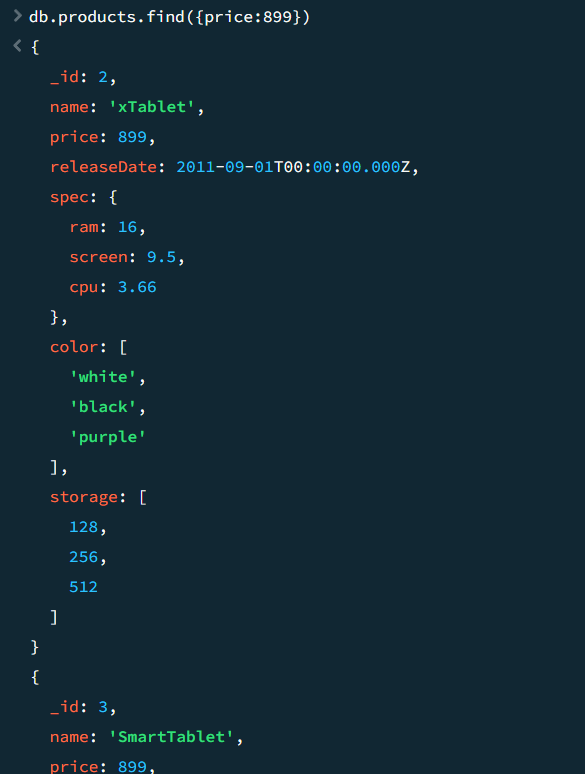 > db.products.find({price:899})
< {
_id: 2,
name: 'xTablet',
price: 899,
releaseDate: 2011-09-01T00:00:00.000Z,
spec: {
ram: 16,
screen: 9.5,
cpu: 3.66
},
color: [
'white',
'black',
'purple'
],
storage: [
128,
256,
512
]
}
{
_id: 3,
name: 'SmartTablet',
price: 899,